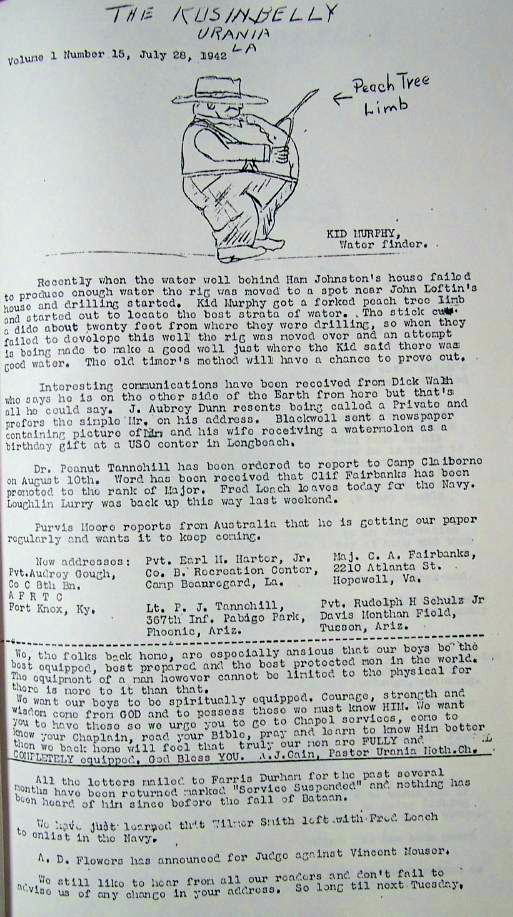 THE KUSINBELLY
URANIA
LA
Volume 1 Number 15, July 28, 1942
← Peach Tree
Limb
KID MURPHY,
Water finder.
Recently when the water well behind Ham Johnston's house failed
to produce enough water the rig was moved to a spot near John Loftin's
house and drilling started. Kid Murphy got a forked peach tree limb
and started out to locate the best strata of water. The stick cut
a dido about twenty foot from where they were drilling, so when they
failed to develope this well the rig was moved over and an attempt
is being made to make a good well just where the Kid said there was
good water. The old timer's method will have a chance to prove out.
Interesting communications have been received from Dick Walh
who says he is on the other side of the Earth from here but that's
all he could say. J. Aubrey Dunn resents being called a Private and
prefers the simple Mr. on his address. Blackwell sent a newspaper
containing picture of him and his wife receiving a watermelon as a
birthday gift at a USO center in Longbeach.
Dr. Peanut Tannehill has been ordered to report to Camp Claiborne
on August 10th. Word has been received that Clif Fairbanks has been
promoted to the rank of Major. Fred Loach leaves today for the Navy.
Loughlin Lurry was back up this way last weekend.
Purvis Moore reports from Australia that he is getting our paper
regularly and wants it to keep coming.
New addresses:
Pvt. Audrey Gough,
Co C 8th Bn.
A F R T C
Fort Knox, Ky.
Pvt. Earl M. Harter, Jr.
Co. B. Recreation Center,
Camp Beauregard, La.
Lt. P. J. Tannehill,
367th Inf. Pabigo Park,
Phoenic, Ariz.
Maj. C. A. Fairbanks,
2210 Atlanta St.
Hopewell, Va.
Pvt. Rudolph H Schulz Jr
Davis Monthan Field,
Tucson, Ariz.
We, the folks back home, are especially ansious that our boys be the
best equipped, best prepared and the best protected men in the world.
The equipment of a man however cannot be limited to the physical for
there is more to it than that.
We want our boys to be spiritually equipped. Courage, strength and
wisdom come from GOD and to possess these we must know HIM. We want
you to have these so we urge you to go to Chapel services, come to
know your Chaplain, read your Bible, pray and learn to know Him better
then we back home will feel that truly our men are FULLY and
COMPLETELY equipped. God Bless YOU. A.J.Cain, Pastor Urania Meth.Ch.
All the letters mailed to Farris Durham for the past several
months have been returned marked "Service Suspended" and nothing has
been heard of him since before the fall of Bataan.
We have just learned that Wilmer Smith left with Fred Loach
to enlist in the Navy.
A. D. Flowers has announced for Judge against Vincent Mouser.
We still like to hear from all our readers and don't fail to
advise us of any change in your address. So long til next Tuesday.